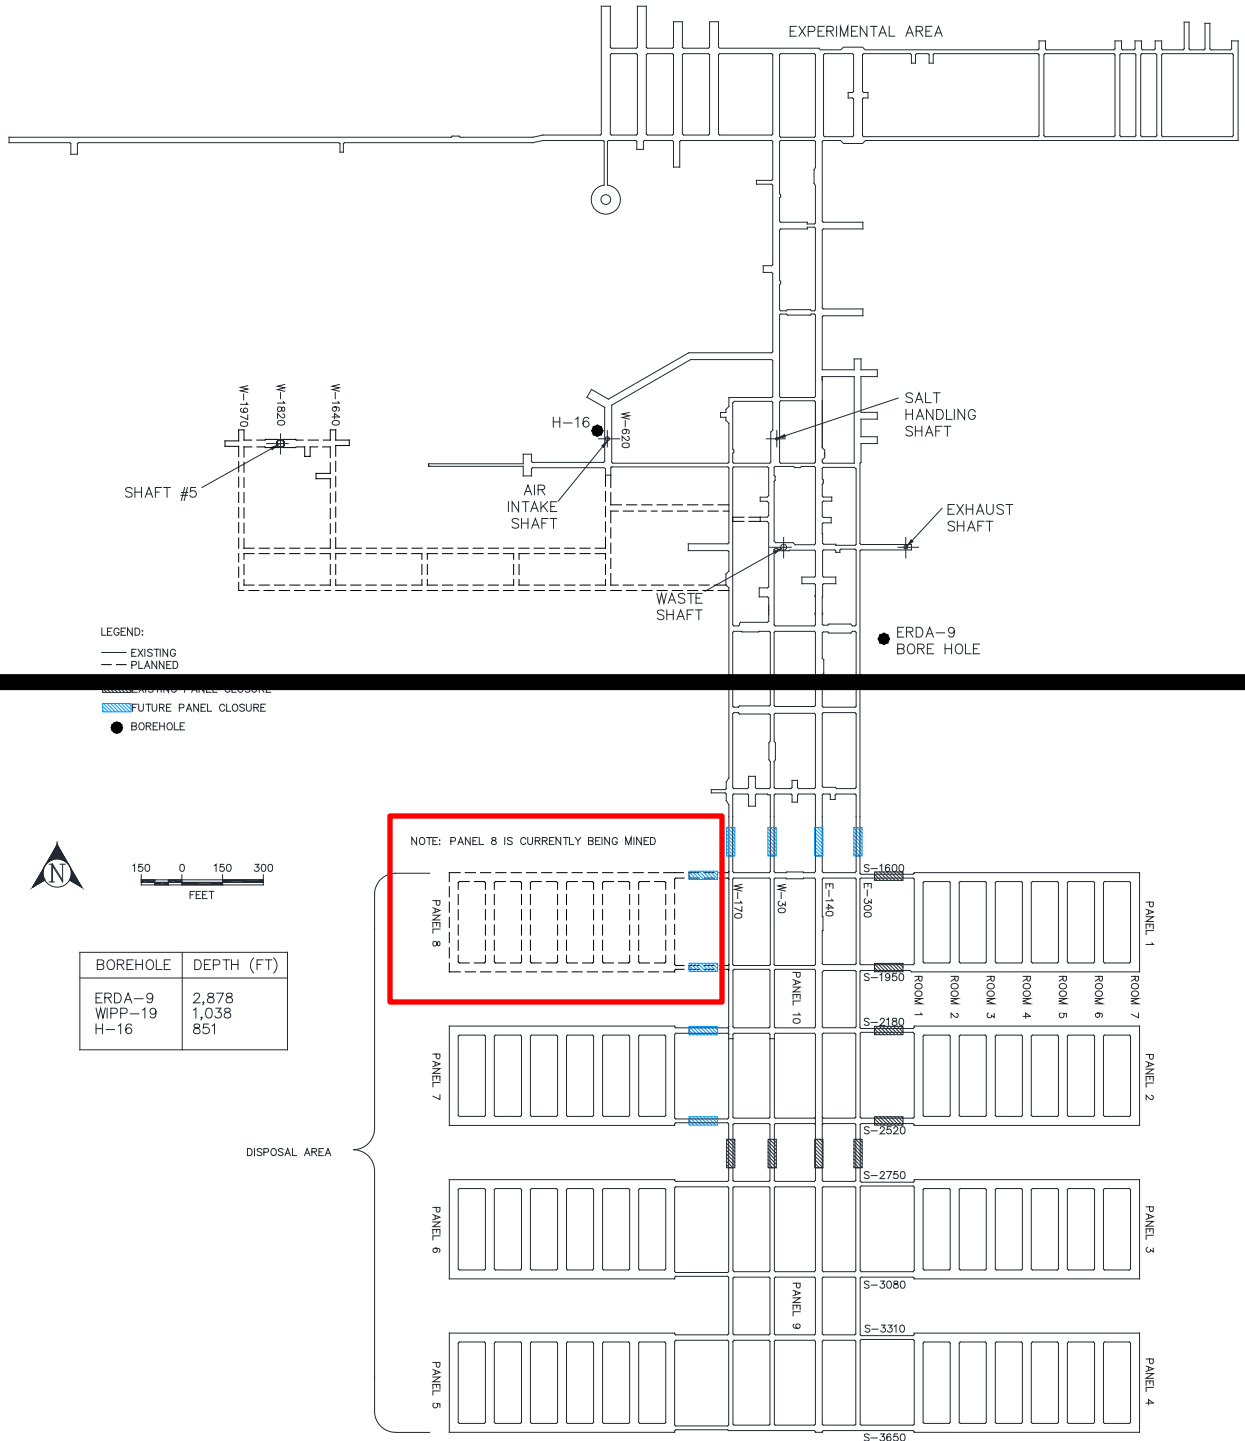 EXPERIMENTAL AREA
W-1970
W-1820
W-1640
H-16
W-620
SALT
HANDLING
SHAFT
SHAFT #5
AIR
INTAKE
SHAFT
EXHAUST
SHAFT
WASTE
SHAFT
ERDA-9
BORE HOLE
LEGEND:
EXISTING
PLANNED
EXISTING PANEL CLOSURE
FUTURE PANEL CLOSURE
BOREHOLE
NOTE: PANEL 8 IS CURRENTLY BEING MINED
N
150 0 150 300
FEET
S-1600
W-170
W-30
E-140
E-300
PANEL 8
PANEL 1
BOREHOLE DEPTH (FT)
ERDA-9 2,878
WIPP-19 1,038
H-16 851
S-1950
PANEL 10
ROOM 1
ROOM 2
ROOM 3
ROOM 4
ROOM 5
ROOM 6
ROOM 7
S-2180
PANEL 7
PANEL 2
S-2520
DISPOSAL AREA
S-2750
PANEL 6
PANEL 3
S-3080
PANEL 9
S-3310
PANEL 5
PANEL 4
S-3650